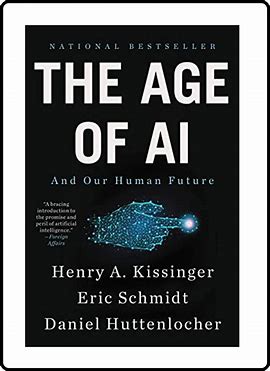 NATIONAL BESTSELLER
THE AGE
OF AI
And Our Human Future
"A bracing
introduction to
the promise and
peril of artificial
intelligence."
—Foreign
Affairs
Henry A. Kissinger
Eric Schmidt
Daniel Huttenlocher